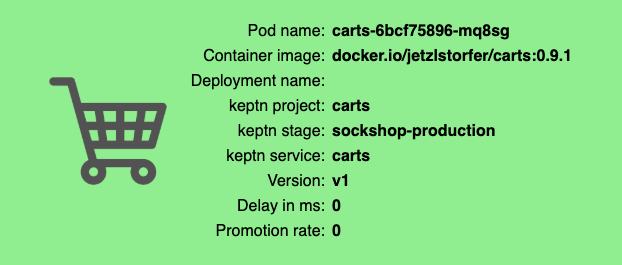 Pod name: carts-6bcf75896-mq8sg
Container image: docker.io/jetzlstorfer/carts:0.9.1
Deployment name:
keptn project: carts
keptn stage: sockshop-production
keptn service: carts
Version: v1
Delay in ms: 0
Promotion rate: 0